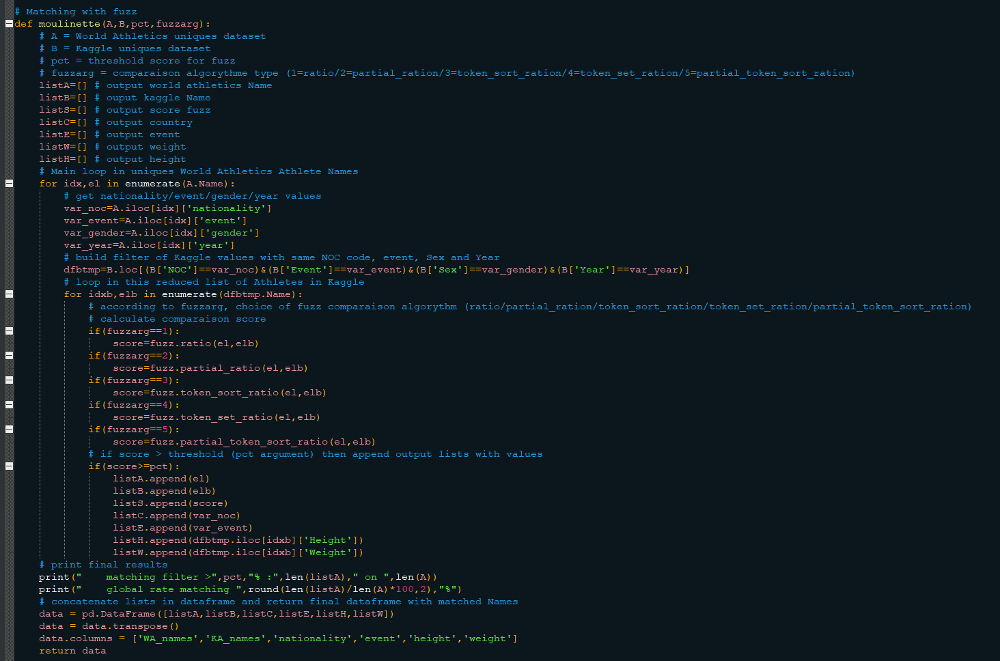 # Matching with fuzz
def moulinette(A,B,pct,fuzzarg):
    # A = World Athletics uniques dataset
    # B = Kaggle uniques dataset
    # pct = threshold score for fuzz
    # fuzzarg = comparaison algorythme type (1=ratio/2=partial_ration/3=token_sort_ration/4=token_set_ration/5=partial_token_sort_ration)
    listA=[] # output world athletics Name
    listB=[] # ouput kaggle Name
    listS=[] # output score fuzz
    listC=[] # output country
    listE=[] # output event
    listW=[] # output weight
    listH=[] # output height
    # Main loop in uniques World Athletics Athlete Names
    for idx,el in enumerate(A.Name):
        # get nationality/event/gender/year values
        var_noc=A.iloc[idx]['nationality']
        var_event=A.iloc[idx]['event']
        var_gender=A.iloc[idx]['gender']
        var_year=A.iloc[idx]['year']
        # build filter of Kaggle values with same NOC code, event, Sex and Year
        dfbtmp=B.loc[(B['NOC']==var_noc)&(B['Event']==var_event)&(B['Sex']==var_gender)&(B['Year']==var_year)]
        # loop in this reduced list of Athletes in Kaggle
        for idxb,elb in enumerate(dfbtmp.Name):
            # according to fuzzarg, choice of fuzz comparaison algorythm (ratio/partial_ration/token_sort_ration/token_set_ration/partial_token_sort_ration)
            # calculate comparaison score
            if(fuzzarg==1):
                score=fuzz.ratio(el,elb)
            if(fuzzarg==2):
                score=fuzz.partial_ratio(el,elb)
            if(fuzzarg==3):
                score=fuzz.token_sort_ratio(el,elb)
            if(fuzzarg==4):
                score=fuzz.token_set_ratio(el,elb)
            if(fuzzarg==5):
                score=fuzz.partial_token_sort_ratio(el,elb)
            # if score > threshold (pct argument) then append output lists with values
            if(score>=pct):
                listA.append(el)
                listB.append(elb)
                listS.append(score)
                listC.append(var_noc)
                listE.append(var_event)
                listH.append(dfbtmp.iloc[idxb]['Height'])
                listW.append(dfbtmp.iloc[idxb]['Weight'])
    # print final results
    print("    matching filter >",pct,"% :",len(listA)," on ",len(A))
    print("    global rate matching ",round(len(listA)/len(A)*100,2),"%")
    # concatenate lists in dataframe and return final dataframe with matched Names
    data = pd.DataFrame([listA,listB,listC,listE,listH,listW])
    data = data.transpose()
    data.columns = ['WA_names','KA_names','nationality','event','height','weight']
    return data